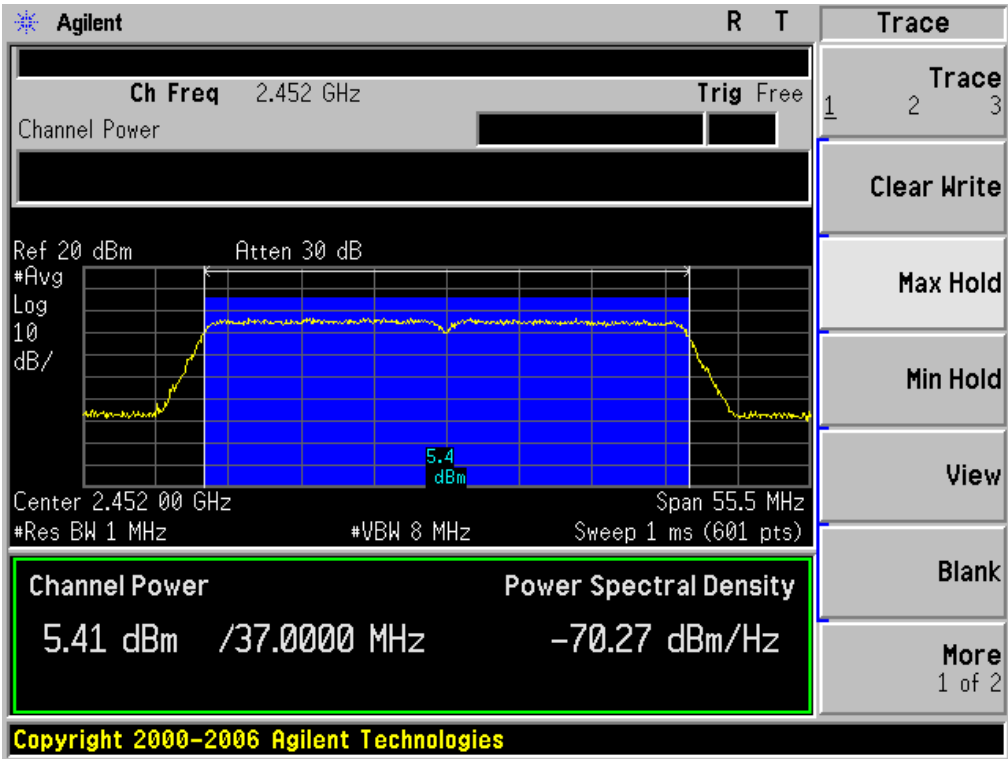 Agilent R T Trace
Ch Freq 2.452 GHz Trig Free
Channel Power
Trace
1 2 3
Clear Write
Ref 20 dBm Atten 30 dB
#Avg
Log
10
dB/
Max Hold
Min Hold
5.4
dBm
View
Center 2.452 00 GHz Span 55.5 MHz
#Res BW 1 MHz #VBW 8 MHz Sweep 1 ms (601 pts)
Blank
Channel Power Power Spectral Density
5.41 dBm /37.0000 MHz -70.27 dBm/Hz
More
1 of 2
Copyright 2000-2006 Agilent Technologies